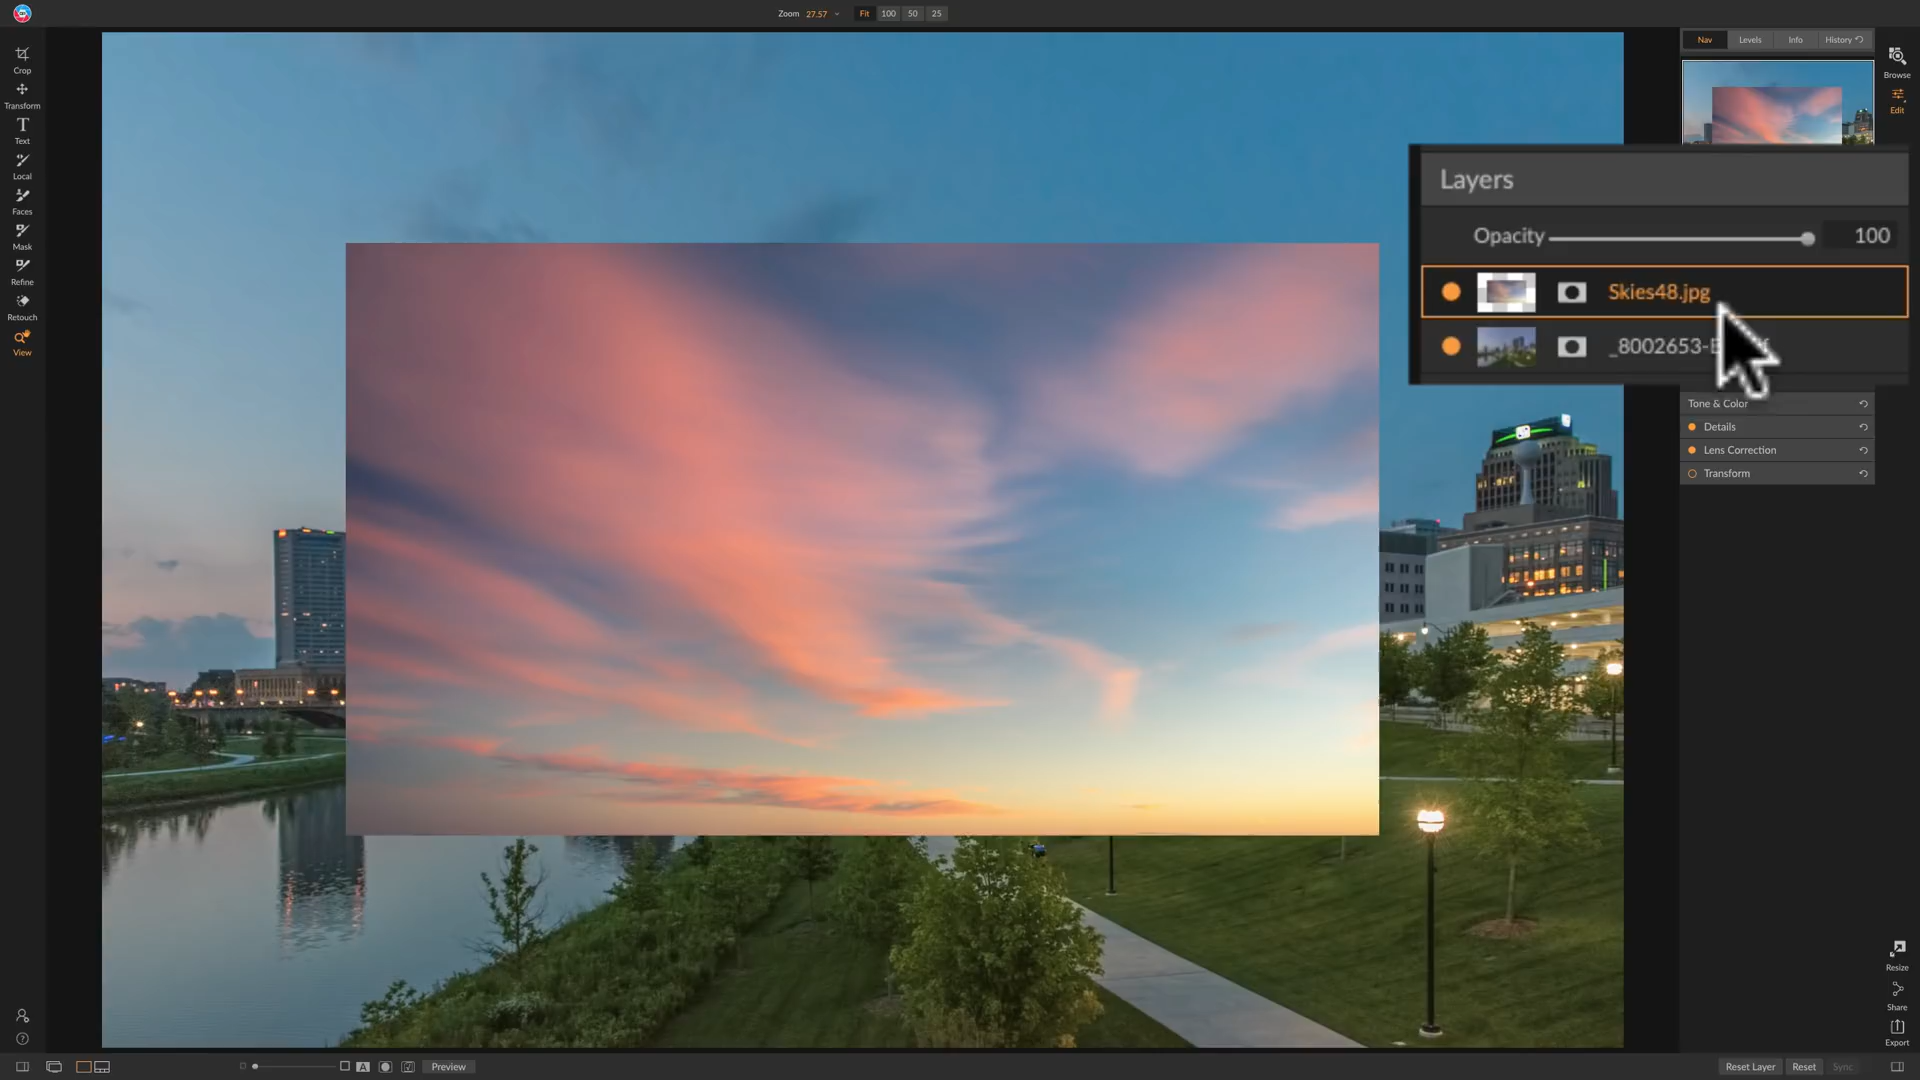 Zoom 27.57 Fit 100 50 25
Crop
Transform
Text
Local
Faces
Mask
Refine
Retouch
View
Nav Levels Info History
Browse
Edit
Layers
Opacity 100
Skies48.jpg
_8002653-
Tone & Color
Details
Lens Correction
Transform
Resize
Share
Export
A Preview Reset Layer Reset Sync